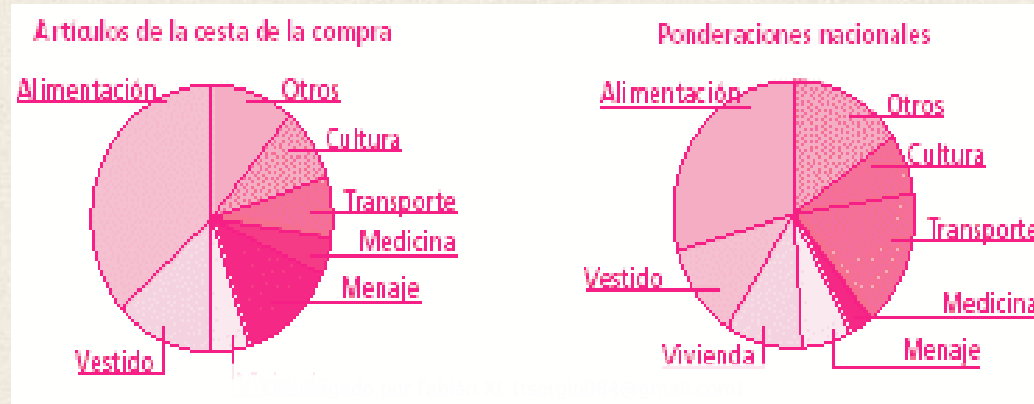 Artículos de la cesta de la compra
Alimentación
Otros
Cultura
Transporte
Medicina
Menaje
Vestido
Ponderaciones nacionales
Alimentación
Otros
Cultura
Transporte
Vestido
Medicina
Vivienda
Menaje